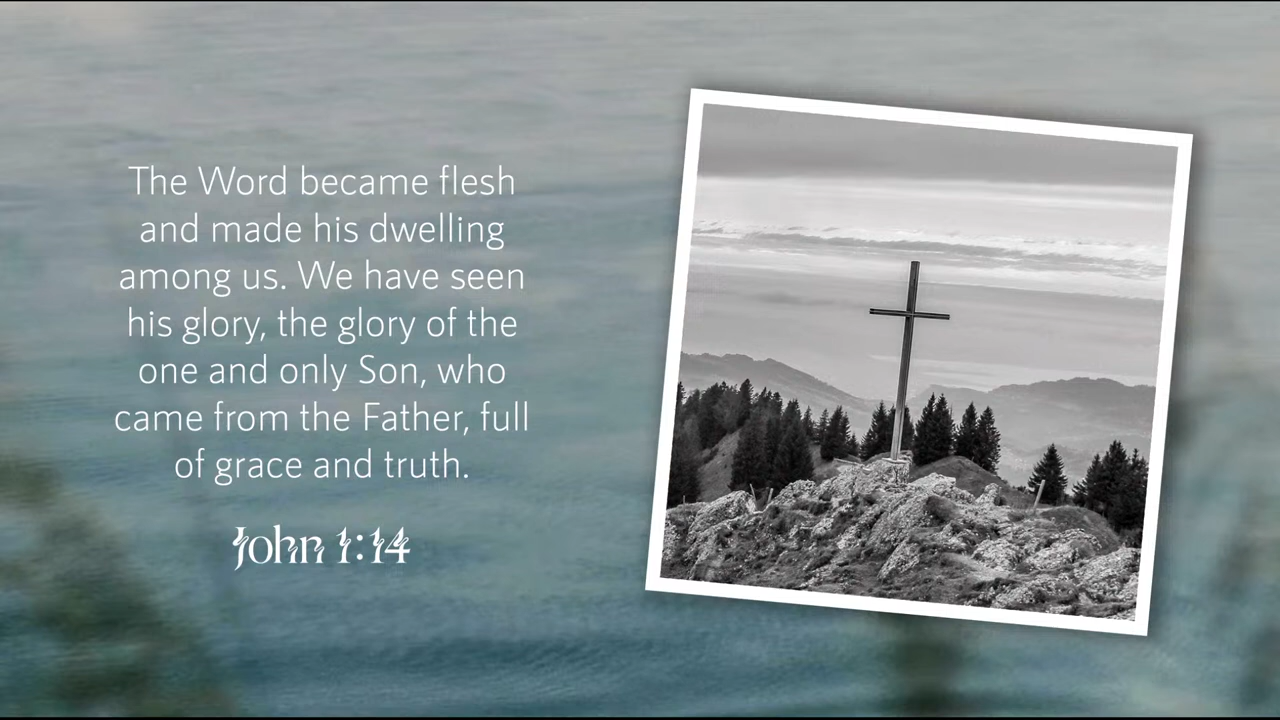 The Word became flesh
and made his dwelling
among us. We have seen
his glory, the glory of the
one and only Son, who
came from the Father, full
of grace and truth.
John 1:14